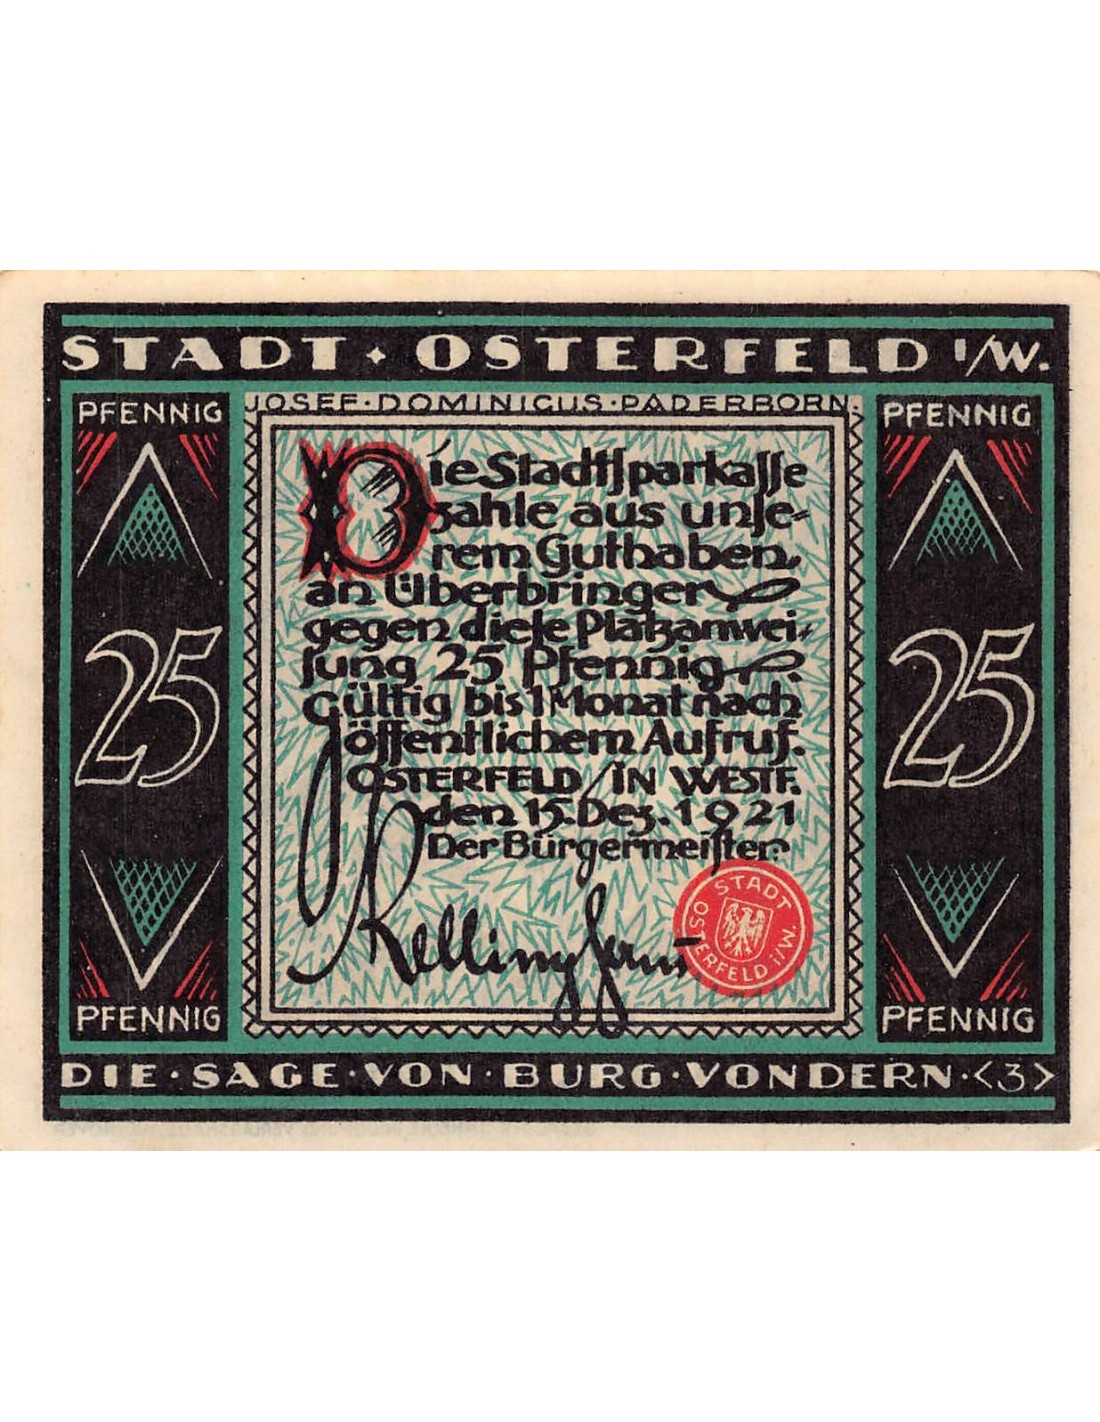 STADT · OSTERFELD I/W.
PFENNIG
PFENNIG
JOSEF·DOMINICUS·PADERBORN.
25
25
Die Stadtsparkasse
zahle aus unse-
rem Guthaben
an Überbringer
gegen diese Platzanwei-
sung 25 Pfennig.
Gültig bis 1 Monat nach
öffentlichem Aufruf.
OSTERFELD/IN WESTF.
den 15. Dez. 1921
Der Bürgermeister:
Kellinghaus
STADT
OSTERFELD i/W.
PFENNIG
PFENNIG
DIE·SAGE·VON·BURG·VONDERN·<3>